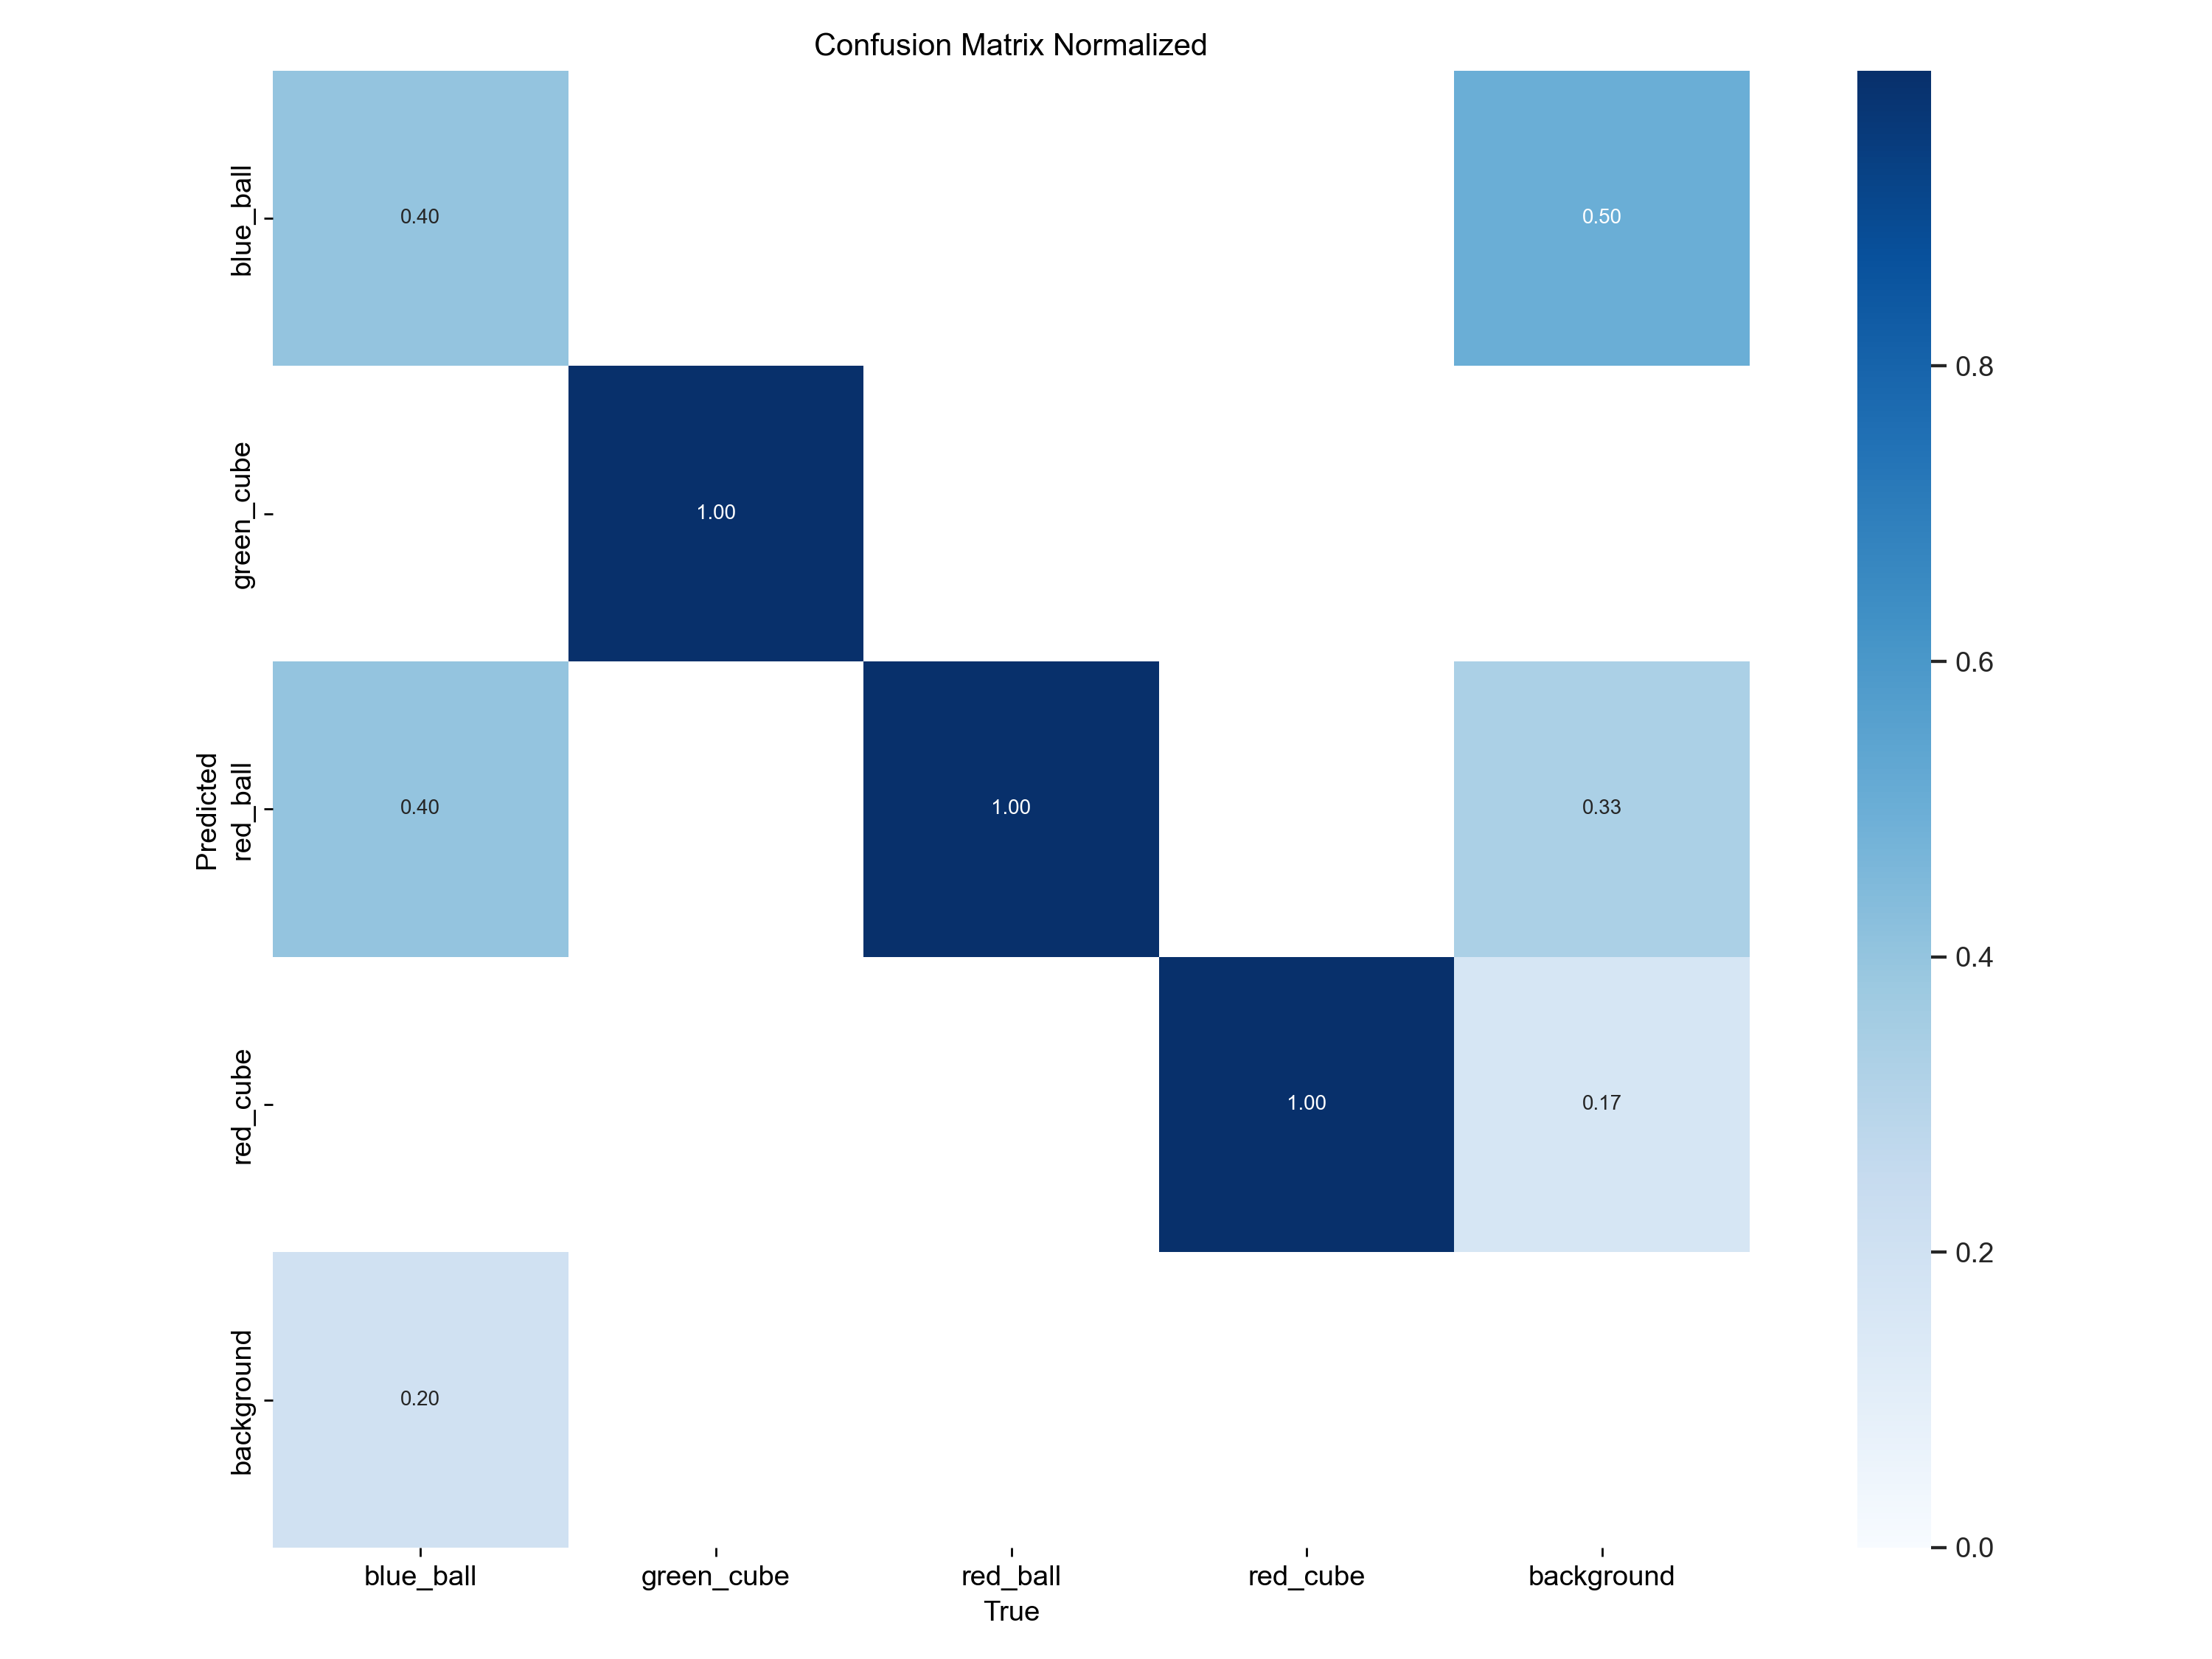 Confusion Matrix Normalized
blue_ball
0.40
0.50
green_cube
1.00
Predicted
red_ball
0.40
1.00
0.33
red_cube
1.00
0.17
background
0.20
blue_ball
green_cube
red_ball
red_cube
background
True
0.8
0.6
0.4
0.2
0.0